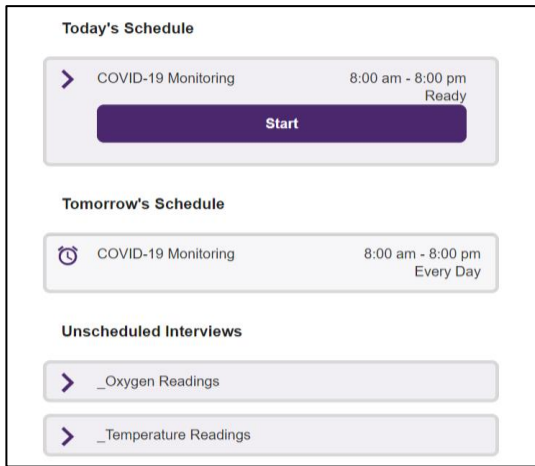 Today's Schedule
COVID-19 Monitoring 8:00 am - 8:00 pm
Ready
Start
Tomorrow's Schedule
COVID-19 Monitoring 8:00 am - 8:00 pm
Every Day
Unscheduled Interviews
_Oxygen Readings
_Temperature Readings